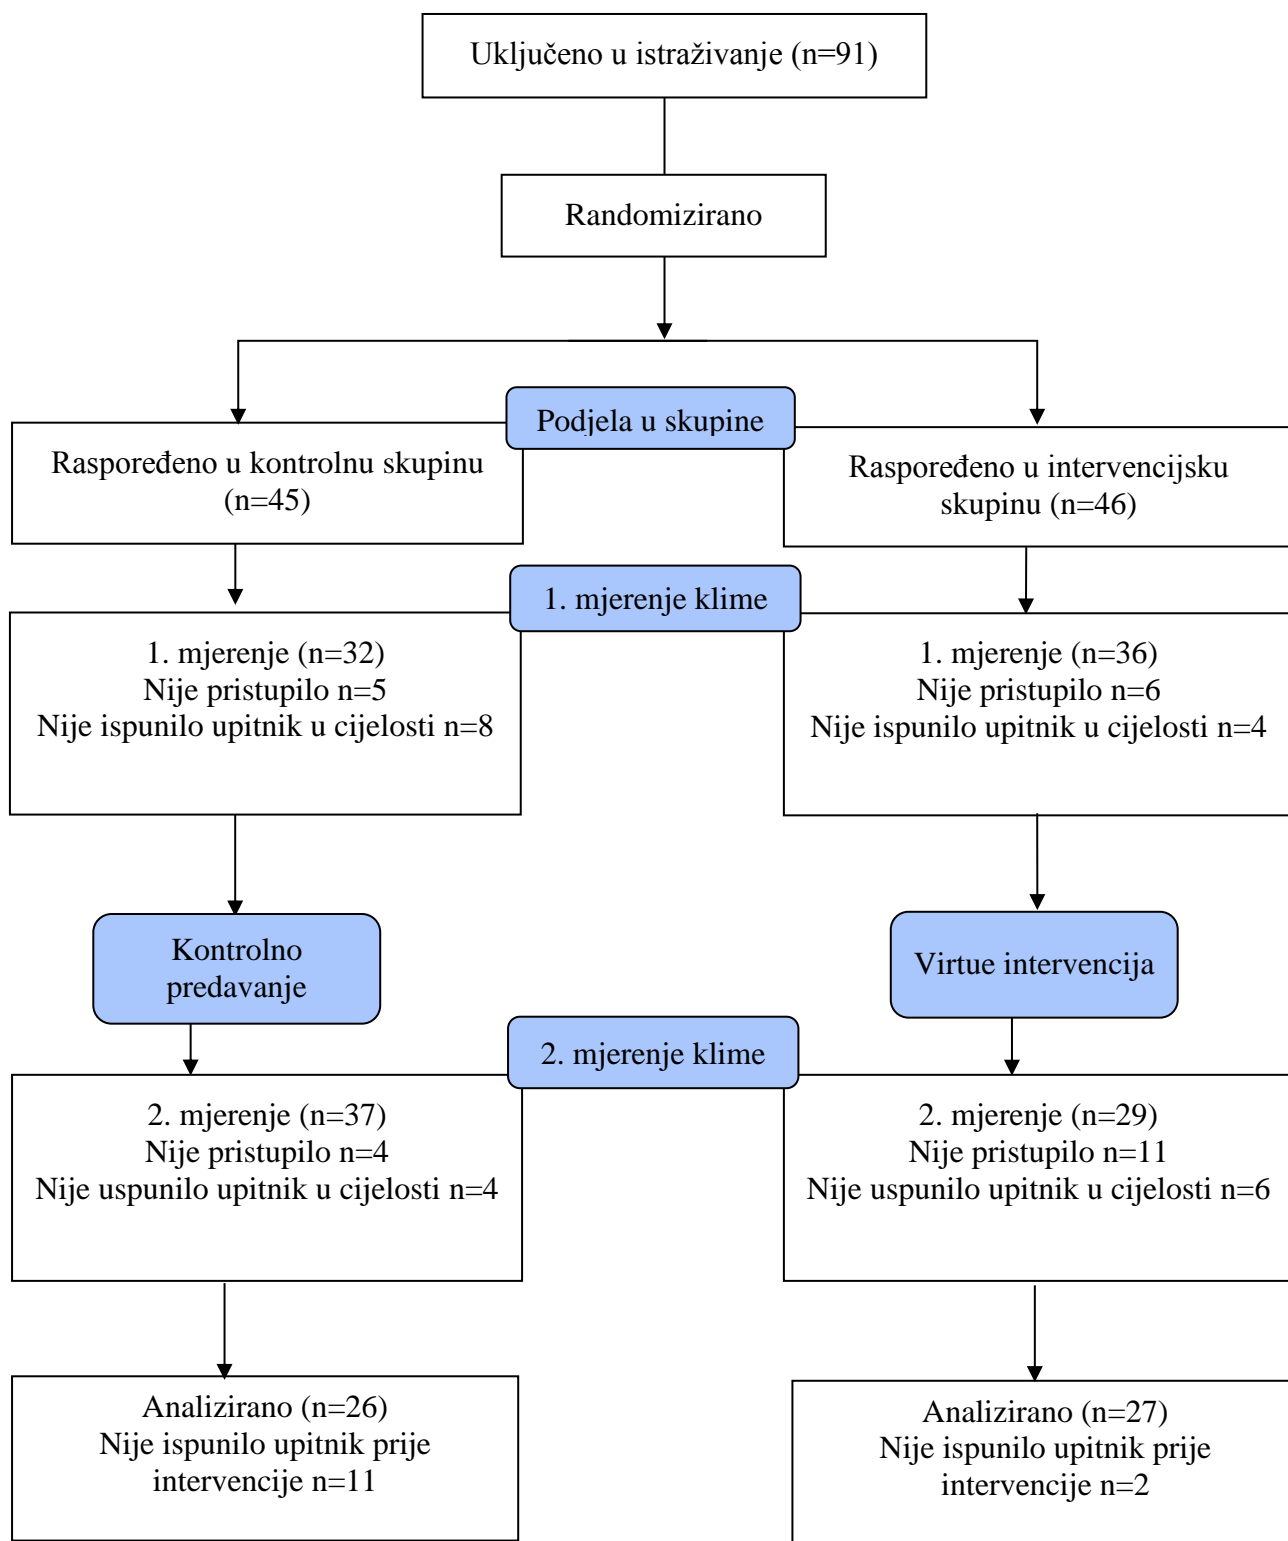 Uključeno u istraživanje (n=91)
Randomizirano
Podjela u skupine
Raspoređeno u kontrolnu skupinu
(n=45)
Raspoređeno u intervencijsku
skupinu (n=46)
1. mjerenje klime
1. mjerenje (n=32)
Nije pristupilo n=5
Nije ispunilo upitnik u cijelosti n=8
1. mjerenje (n=36)
Nije pristupilo n=6
Nije ispunilo upitnik u cijelosti n=4
Kontrolno
predavanje
Virtue intervencija
2. mjerenje klime
2. mjerenje (n=37)
Nije pristupilo n=4
Nije uspunilo upitnik u cijelosti n=4
2. mjerenje (n=29)
Nije pristupilo n=11
Nije uspunilo upitnik u cijelosti n=6
Analizirano (n=26)
Nije ispunilo upitnik prije
intervencije n=11
Analizirano (n=27)
Nije ispunilo upitnik prije
intervencije n=2